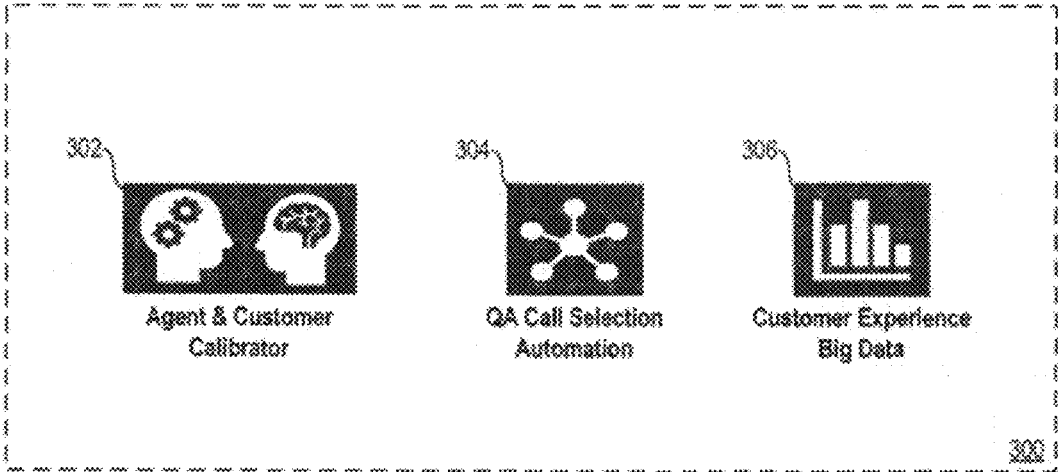 302
304
306
Agent & Customer
Calibrator
QA Call Selection
Automation
Customer Experience
Big Data
300